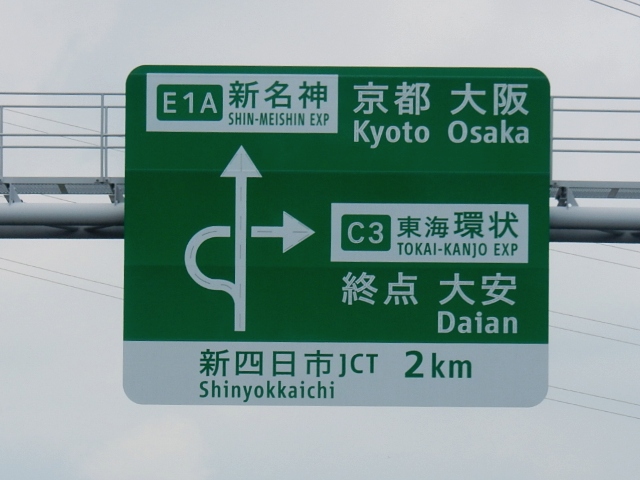 E1A 新名神
SHIN-MEISHIN EXP
京都 大阪
Kyoto Osaka
C3 東海環状
TOKAI-KANJO EXP
終点 大安
Daian
新四日市JCT 2km
Shinyokkaichi